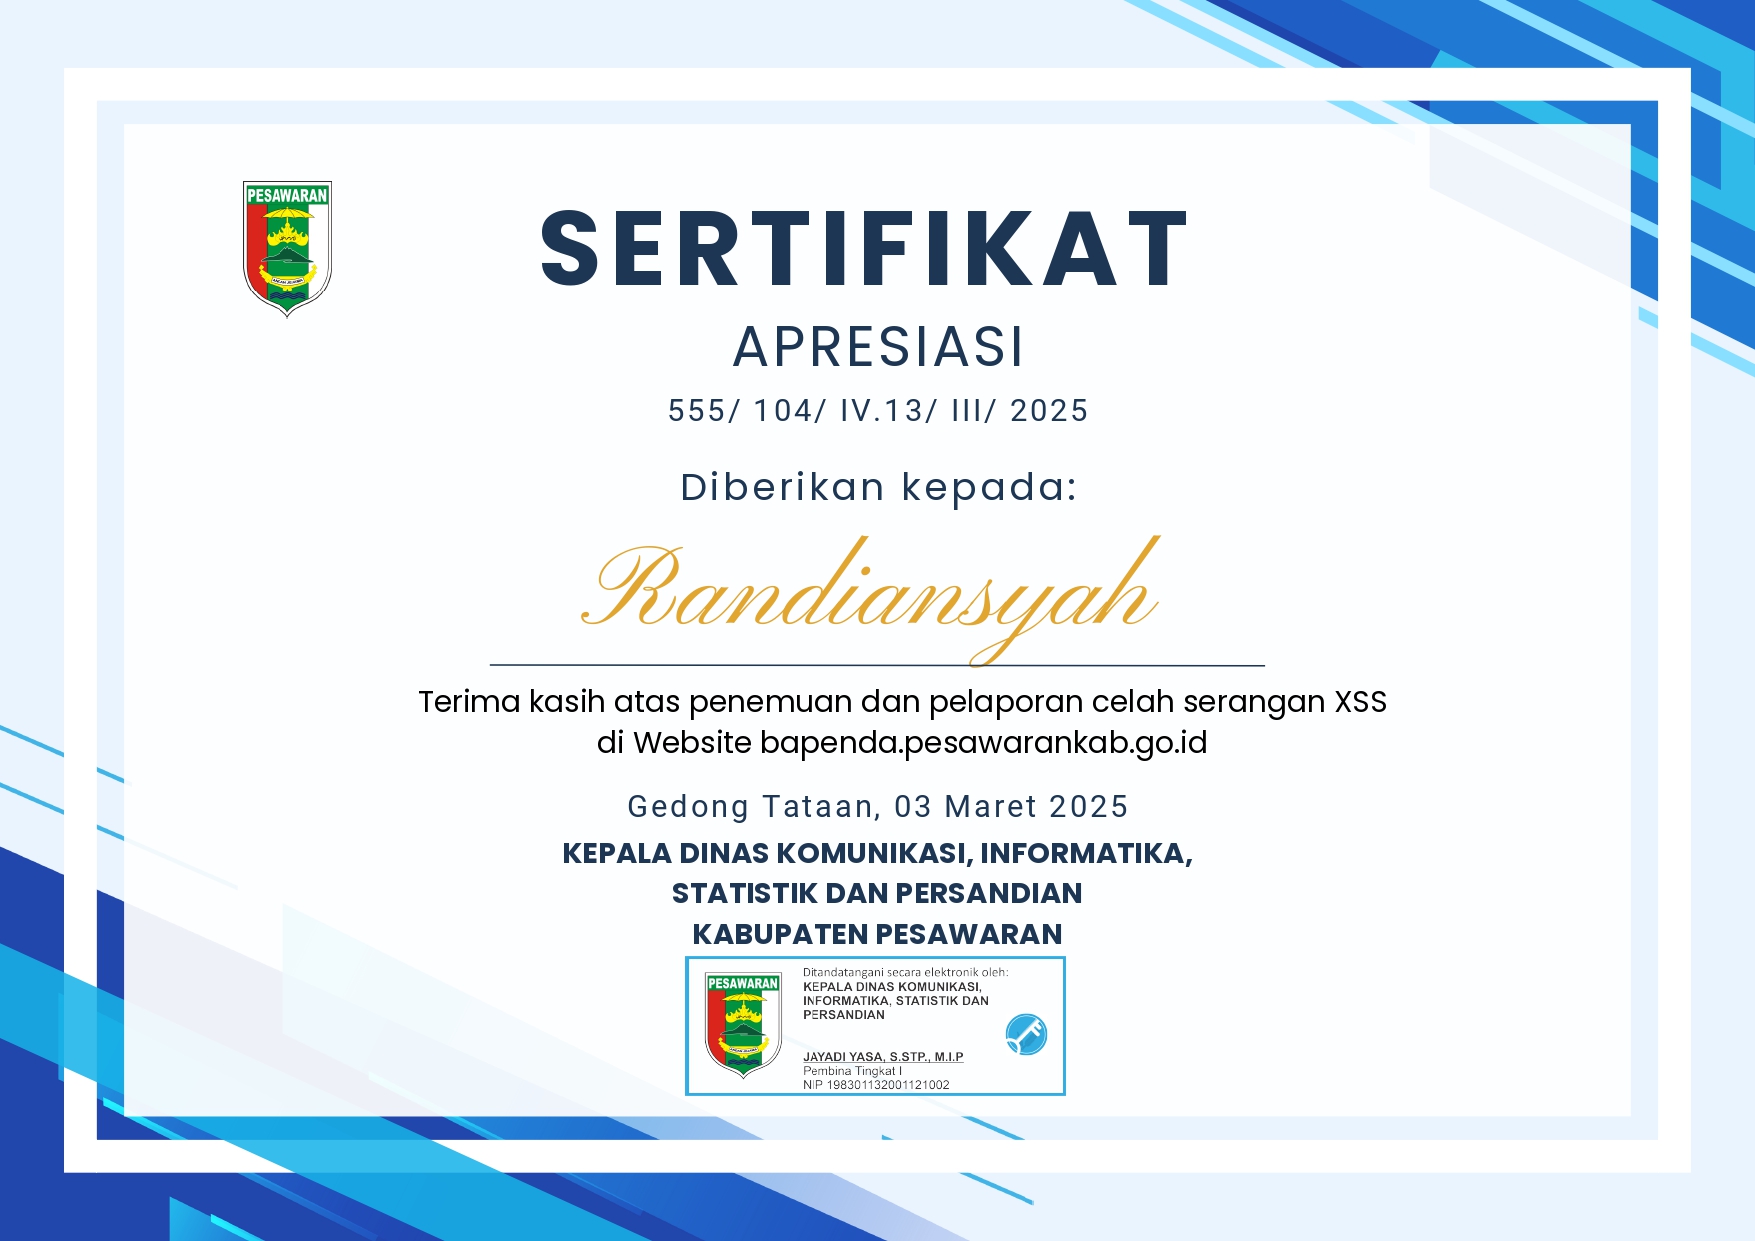 PESAWARAN
SERTIFIKAT
APRESIASI
555/ 104/ IV.13/ III/ 2025
Diberikan kepada:
Randiansyah
Terima kasih atas penemuan dan pelaporan celah serangan XSS
di Website bapenda.pesawarankab.go.id
Gedong Tataan, 03 Maret 2025
KEPALA DINAS KOMUNIKASI, INFORMATIKA,
STATISTIK DAN PERSANDIAN
KABUPATEN PESAWARAN
PESAWARAN
Ditandatangani secara elektronik oleh:
KEPALA DINAS KOMUNIKASI,
INFORMATIKA, STATISTIK DAN
PERSANDIAN
JAYADI YASA, S.STP., M.I.P
Pembina Tingkat I
NIP 198301132001121002